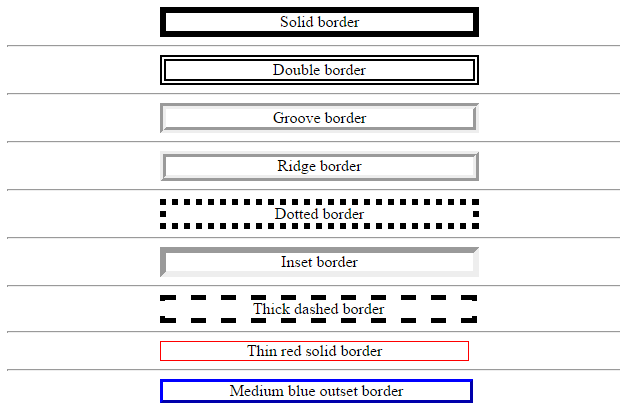 Solid border
Double border
Groove border
Ridge border
Dotted border
Inset border
Thick dashed border
Thin red solid border
Medium blue outset border